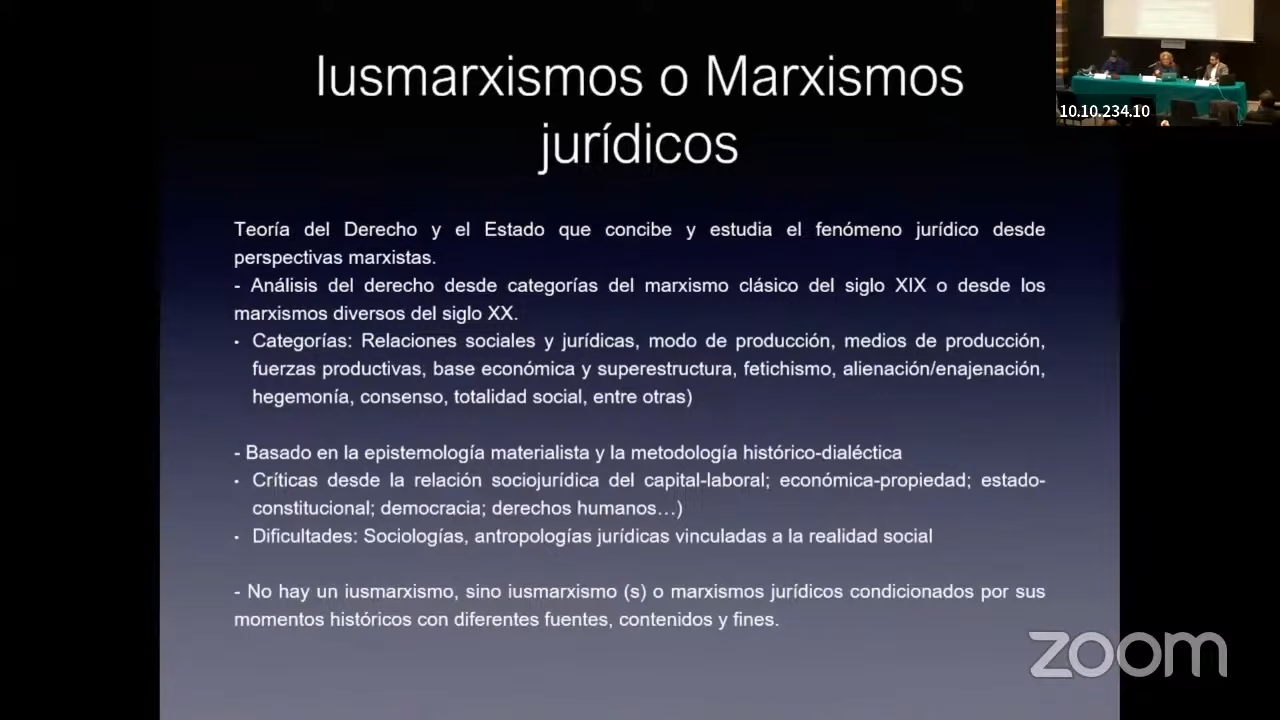 Iusmarxismos o Marxismos
jurídicos
10.10.234.10
Teoría del Derecho y el Estado que concibe y estudia el fenómeno jurídico desde
perspectivas marxistas.
- Análisis del derecho desde categorías del marxismo clásico del siglo XIX o desde los
marxismos diversos del siglo XX.
• Categorías: Relaciones sociales y jurídicas, modo de producción, medios de producción,
fuerzas productivas, base económica y superestructura, fetichismo, alienación/enajenación,
hegemonía, consenso, totalidad social, entre otras)
- Basado en la epistemología materialista y la metodología histórico-dialéctica
• Críticas desde la relación sociojurídica del capital-laboral; económica-propiedad; estado-
constitucional; democracia; derechos humanos…)
• Dificultades: Sociologías, antropologías jurídicas vinculadas a la realidad social
- No hay un iusmarxismo, sino iusmarxismo (s) o marxismos jurídicos condicionados por sus
momentos históricos con diferentes fuentes, contenidos y fines.
zoom